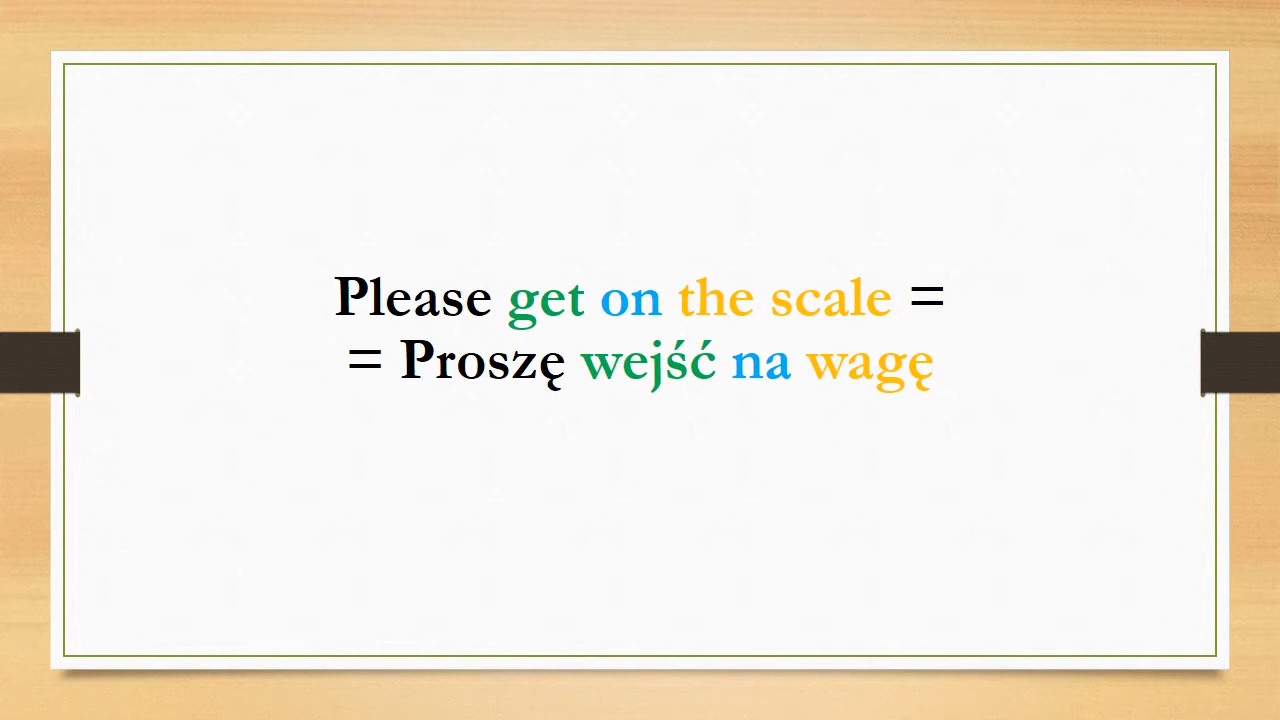 Please get on the scale =
= Proszę wejść na wagę